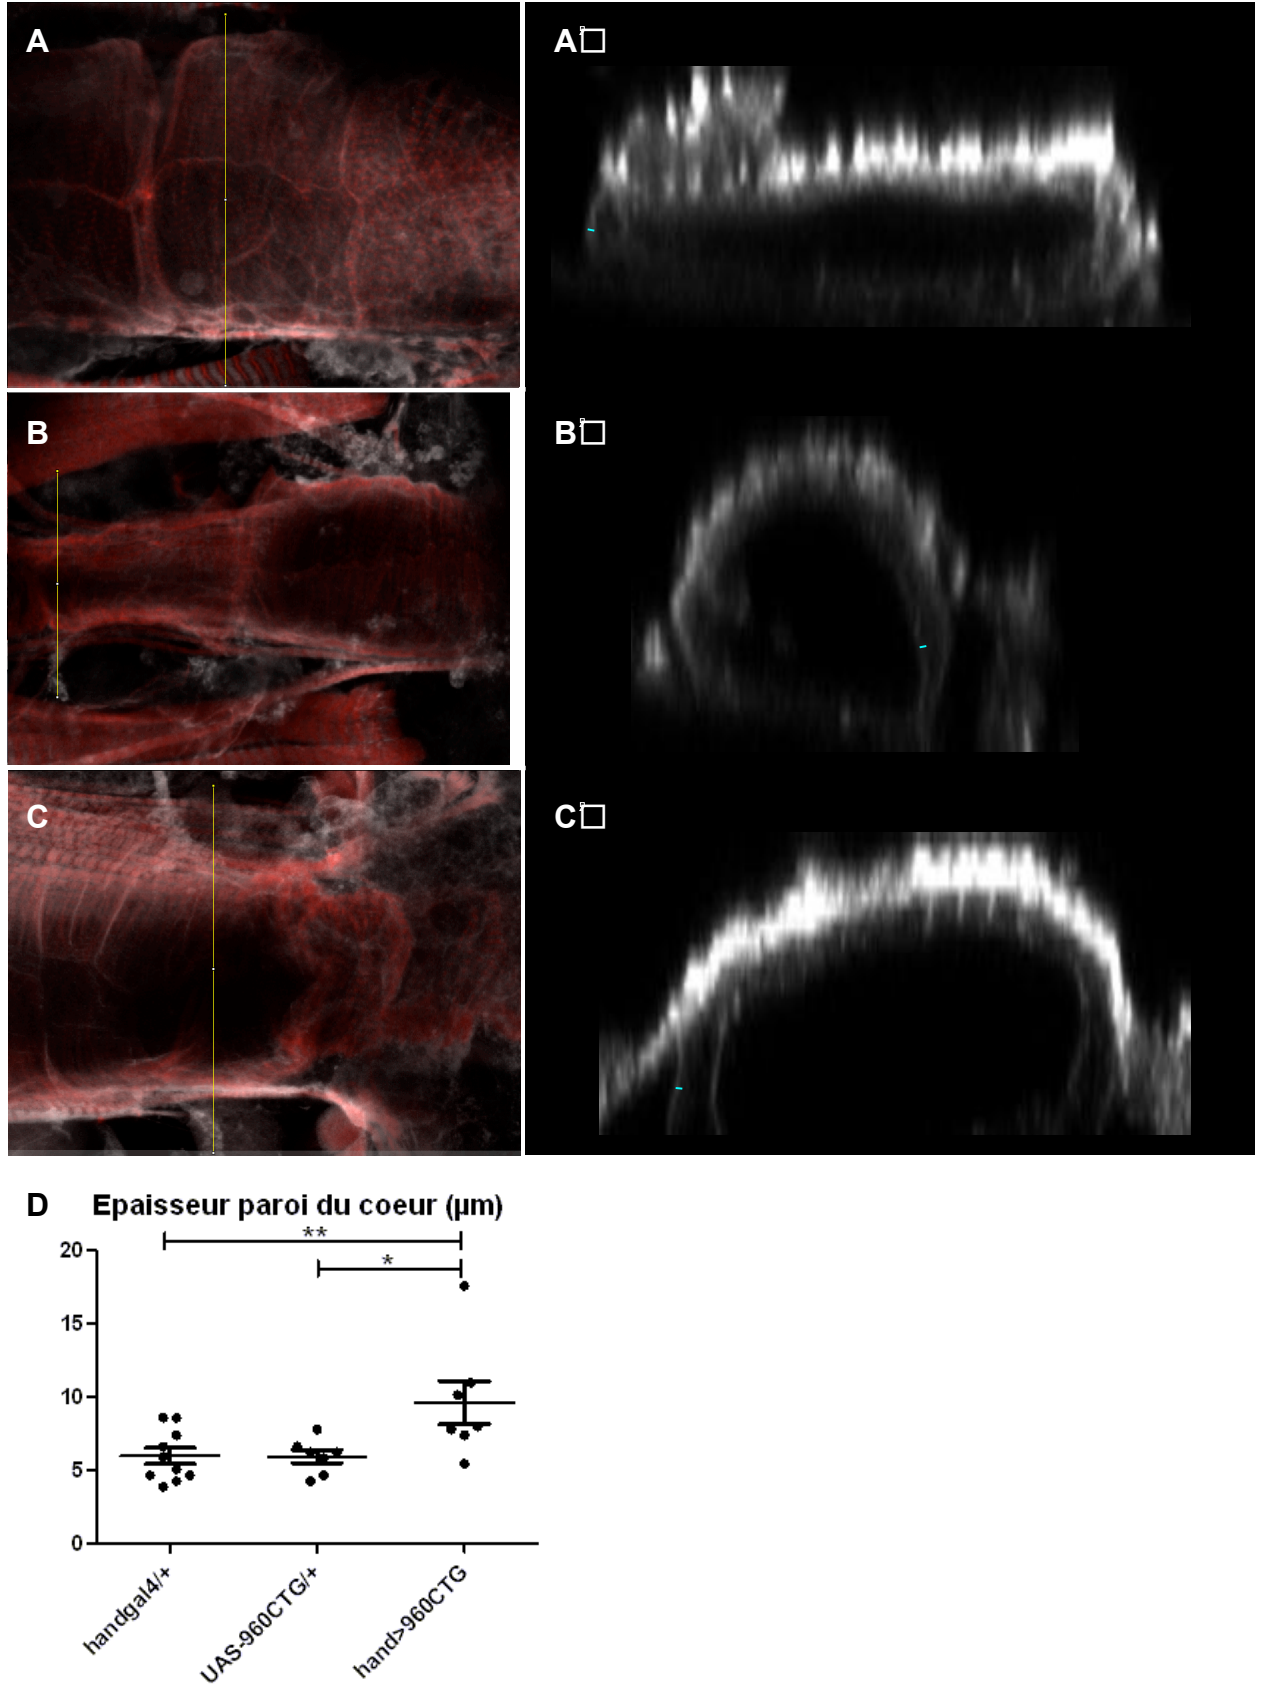 A
A□
B
B□
C
C□
D
Epaisseur paroi du coeur (µm)
**
*
20
15
10
5
0
handgal4/+
UAS-960CTG/+
hand>960CTG